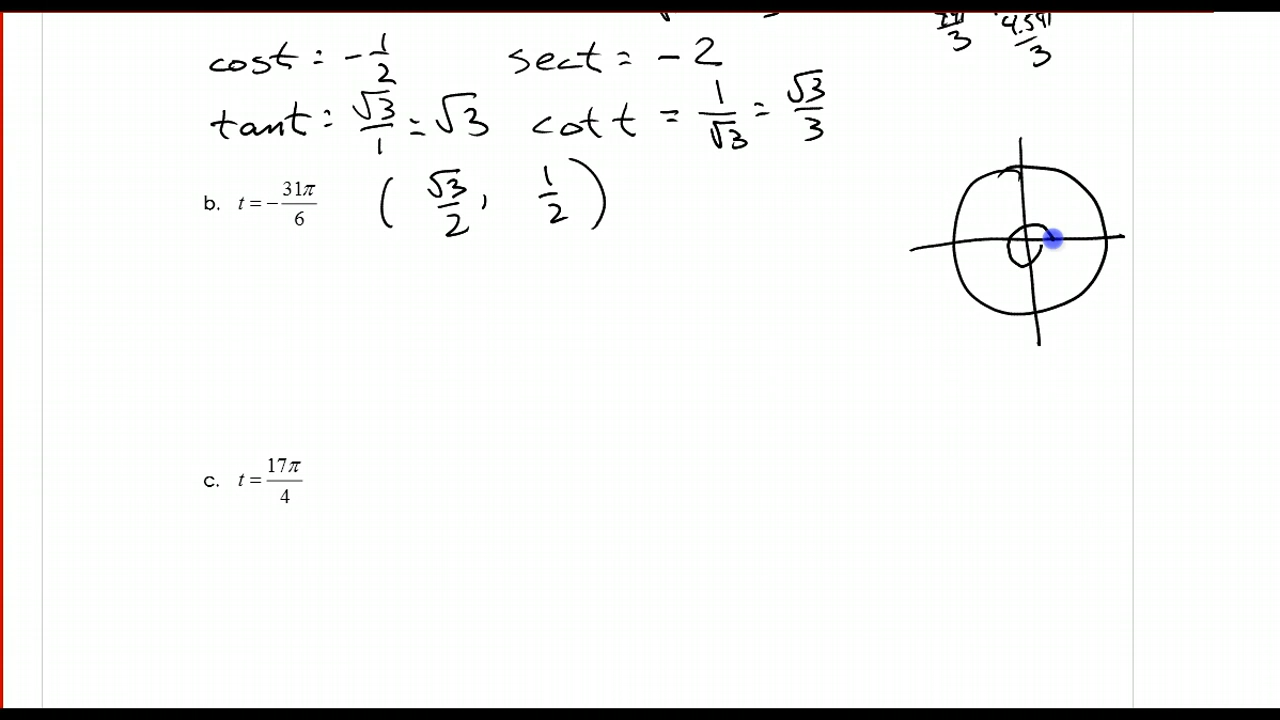 cost = -1/2    sect = -2
tant = √3/1 = √3    cot t = 1/√3 = √3/3
b. t = -31π/6    (√3/2, 1/2)
c. t = 17π/4